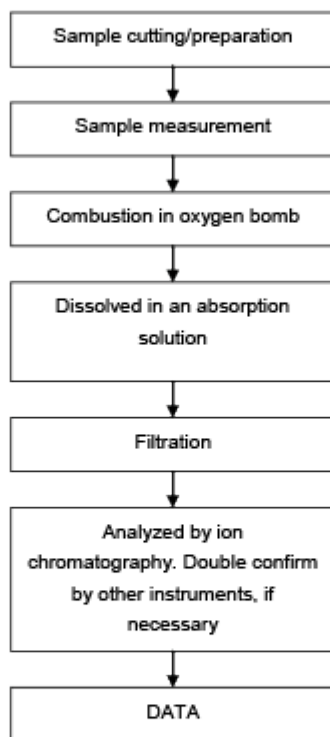 Sample cutting/preparation
Sample measurement
Combustion in oxygen bomb
Dissolved in an absorption
solution
Filtration
Analyzed by ion
chromatography. Double confirm
by other instruments, if
necessary
DATA